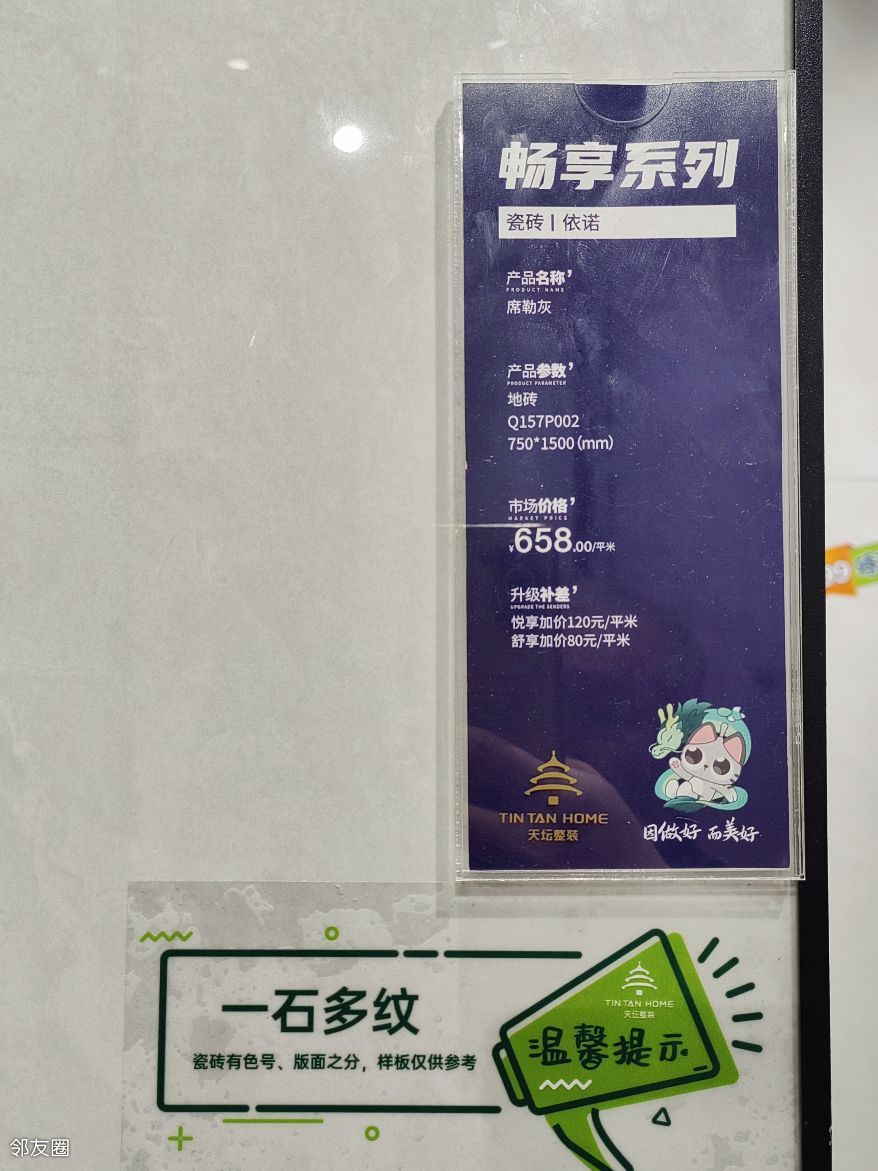 畅享系列
瓷砖丨依诺
产品名称’
PRODUCT NAME
席勒灰
产品参数’
PRODUCT PARAMETER
地砖
Q157P002
750*1500(mm)
市场价格’
MARKET PRICE
¥658.00/平米
升级补差’
UPGRADE THE SENDERS
悦享加价120元/平米
舒享加价80元/平米
TIN TAN HOME
天坛整装
因做好 而美好
一石多纹
瓷砖有色号、版面之分，样板仅供参考
TIN TAN HOME
天坛整装
温馨提示
邻友圈